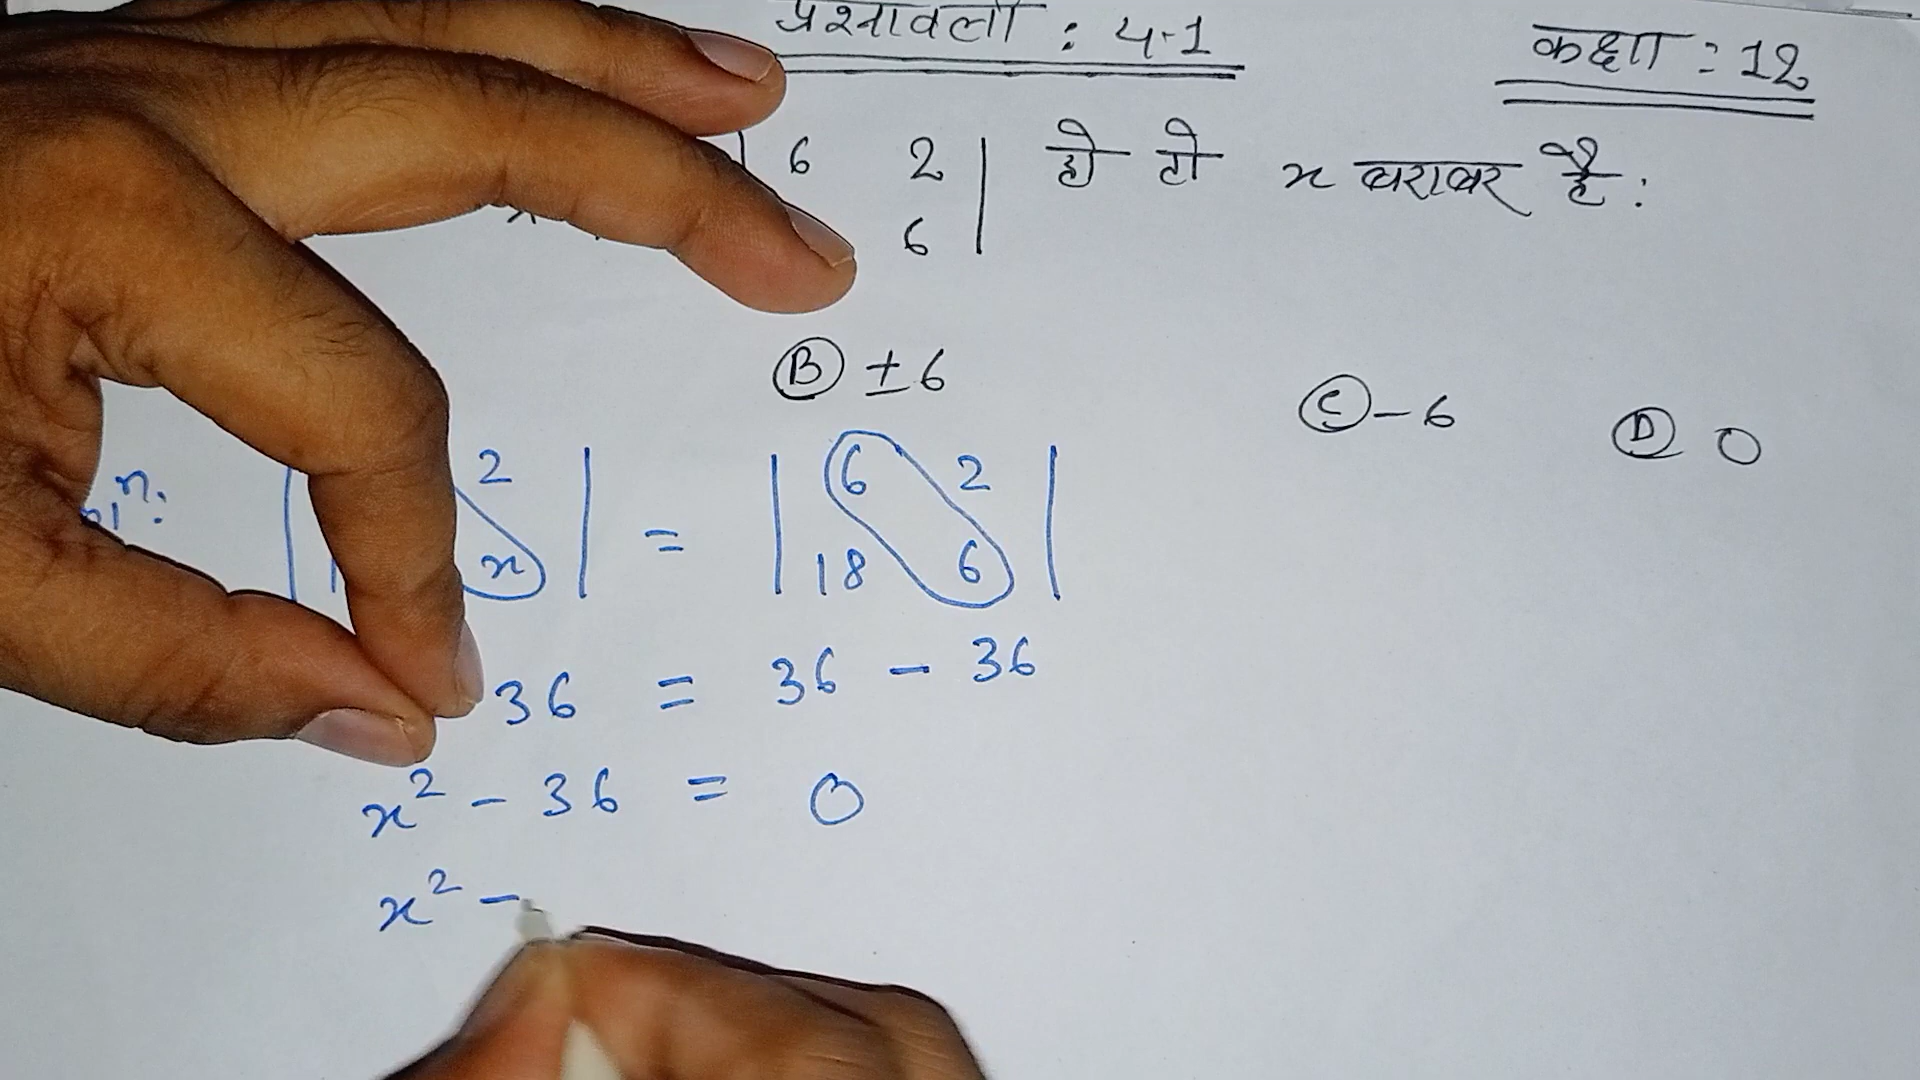 प्रश्नावली : 4.1
कक्षा : 12
6 2 | हो तो x बराबर है :
6 |
Ⓑ ±6 Ⓒ -6 Ⓓ 0
| 2 | = | 6 2 |
x 18 6
36 = 36 - 36
x² - 36 = 0
x² -